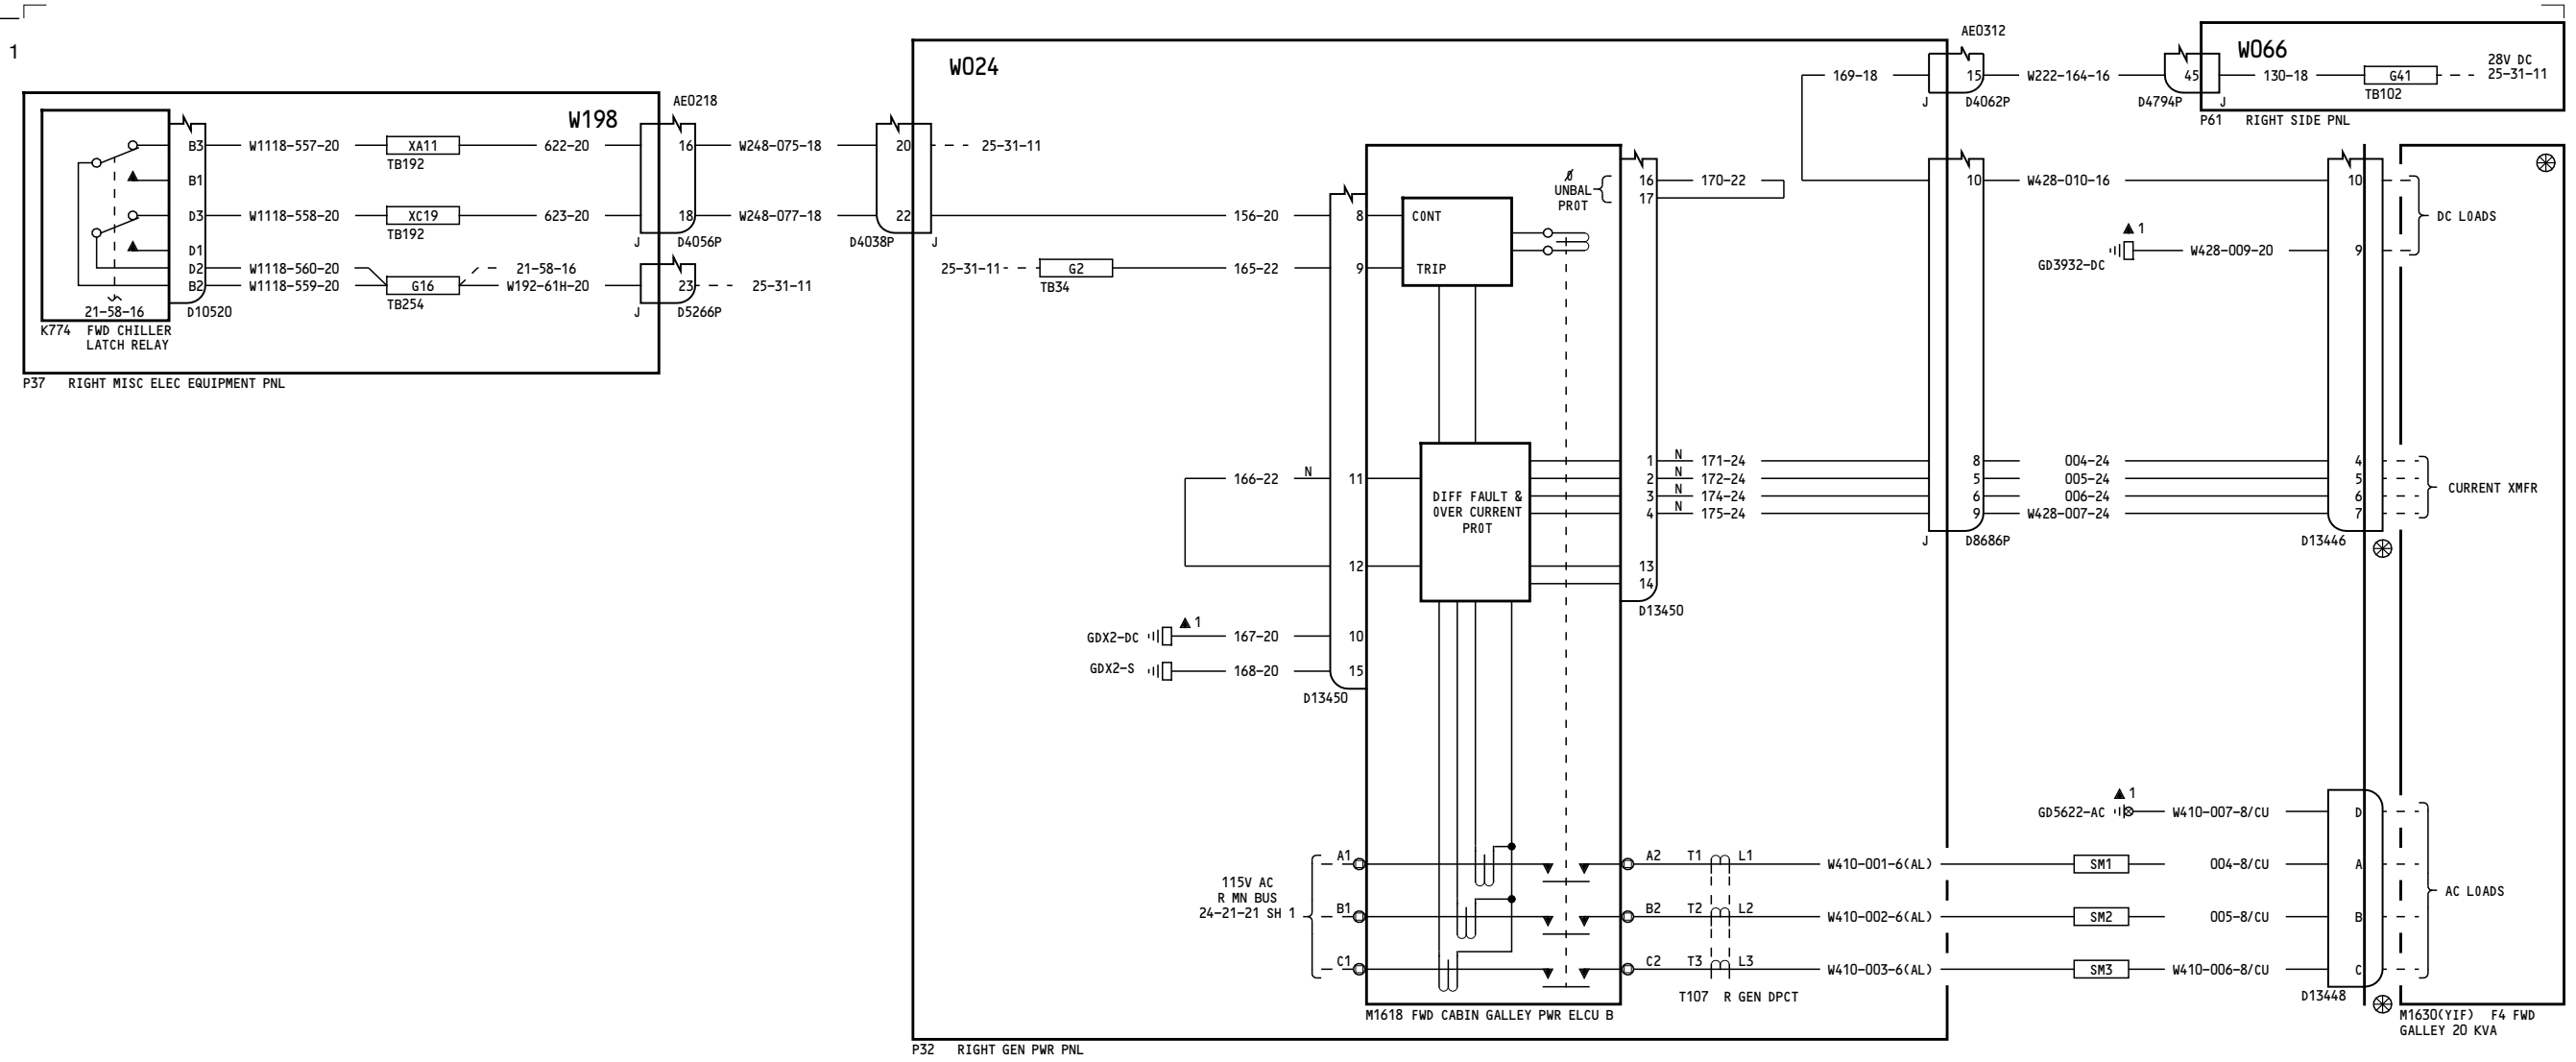 1
W198
AE0218
B3 W1118-557-20 XA11 622-20 16 W248-075-18 20 25-31-11
TB192
B1
D3 W1118-558-20 XC19 623-20 18 W248-077-18 22 156-20 8 CONT
TB192
D1
J D4056P D4038P J
D2 W1118-560-20 21-58-16
B2 W1118-559-20 G16 W192-61H-20 23 25-31-11
TB254
J D5266P
21-58-16 D10520
K774 FWD CHILLER
LATCH RELAY
P37 RIGHT MISC ELEC EQUIPMENT PNL
W024
25-31-11 G2 165-22 9 TRIP
TB34
Ø
UNBAL
PROT
16 170-22
17
166-22 N 11
12
DIFF FAULT &
OVER CURRENT
PROT
GDX2-DC 1 167-20 10
GDX2-S 168-20 15
D13450
1 N 171-24 8 004-24 4
2 N 172-24 5 005-24 5
3 N 174-24 6 006-24 6
4 N 175-24 9 W428-007-24 7
CURRENT XMFR
13
14
D13450
J D8686P D13446
AE0312
169-18 15 W222-164-16 45 130-18 G41 28V DC
25-31-11
J D4062P D4794P J TB102
W066
P61 RIGHT SIDE PNL
10 W428-010-16 10
DC LOADS
1
GD3932-DC W428-009-20 9
115V AC
R MN BUS
24-21-21 SH 1
1
GD5622-AC W410-007-8/CU D
A1 A2 T1 L1 W410-001-6(AL) SM1 004-8/CU A
AC LOADS
B1 B2 T2 L2 W410-002-6(AL) SM2 005-8/CU B
C1 C2 T3 L3 W410-003-6(AL) SM3 W410-006-8/CU C
T107 R GEN DPCT
D13448
M1618 FWD CABIN GALLEY PWR ELCU B
M1630(YIF) F4 FWD
GALLEY 20 KVA
P32 RIGHT GEN PWR PNL